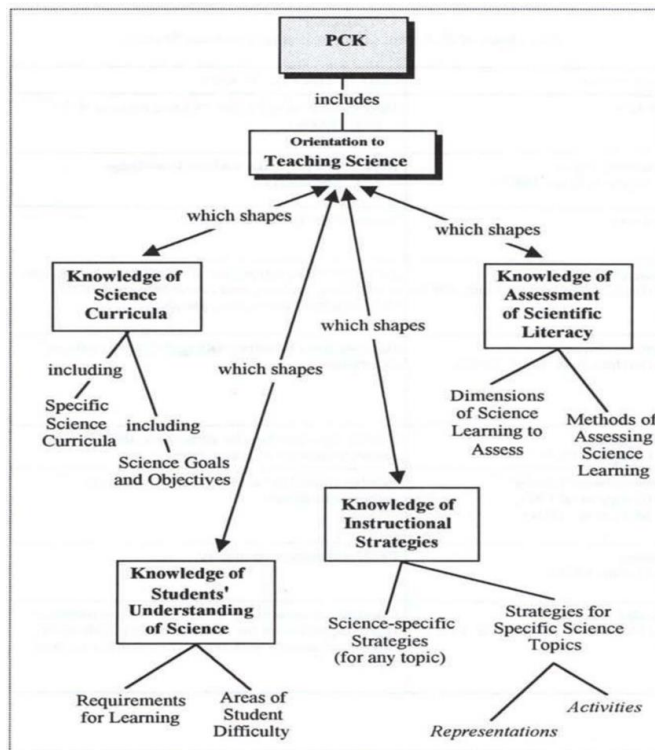 PCK
includes
Orientation to
Teaching Science
which shapes
which shapes
which shapes
which shapes
Knowledge of
Science
Curricula
including
Specific
Science
Curricula
including
Science Goals
and Objectives
Knowledge of
Assessment
of Scientific
Literacy
Dimensions
of Science
Learning to
Assess
Methods of
Assessing
Science
Learning
Knowledge of
Students'
Understanding
of Science
Requirements
for Learning
Areas of
Student
Difficulty
Knowledge of
Instructional
Strategies
Science-specific
Strategies
(for any topic)
Strategies for
Specific Science
Topics
Representations
Activities